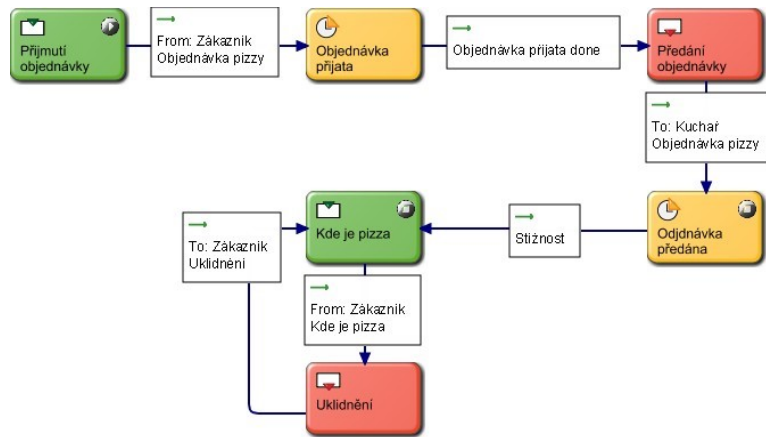 Přijmutí
objednávky
From: Zákazník
Objednávka pizzy
Objednávka
přijata
Objednávka přijata done
Předání
objednávky
To: Kuchař
Objednávka pizzy
Odjdnávka
předána
Stížnost
Kde je pizza
To: Zákazník
Uklidnění
From: Zákazník
Kde je pizza
Uklidnění